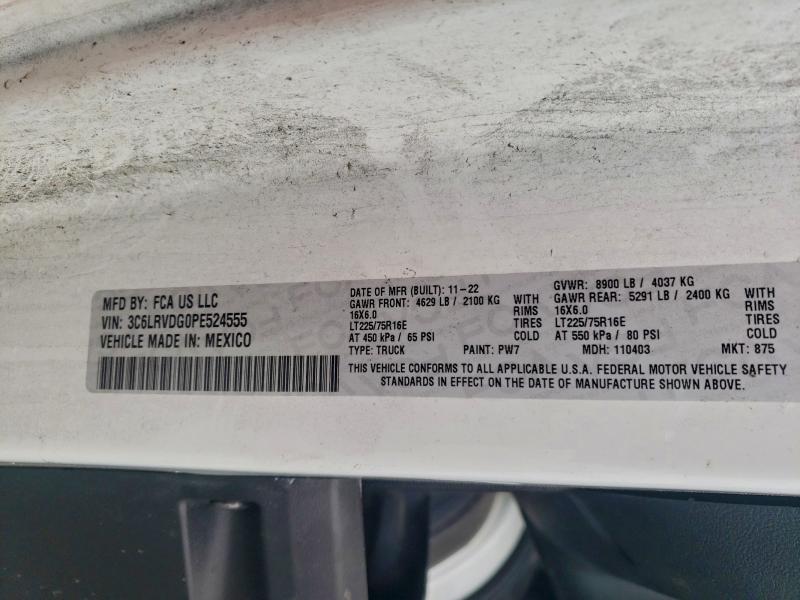 MFD BY: FCA US LLC
VIN: 3C6LRVDG0PE524555
VEHICLE MADE IN: MEXICO
DATE OF MFR (BUILT): 11-22
GAWR FRONT: 4629 LB / 2100 KG WITH
16X6.0 RIMS
LT225/75R16E TIRES
AT 450 kPa / 65 PSI COLD
TYPE: TRUCK PAINT: PW7
GVWR: 8900 LB / 4037 KG
GAWR REAR: 5291 LB / 2400 KG WITH
16X6.0 RIMS
LT225/75R16E TIRES
AT 550 kPa / 80 PSI COLD
MDH: 110403 MKT: 875
THIS VEHICLE CONFORMS TO ALL APPLICABLE U.S.A. FEDERAL MOTOR VEHICLE SAFETY
STANDARDS IN EFFECT ON THE DATE OF MANUFACTURE SHOWN ABOVE.